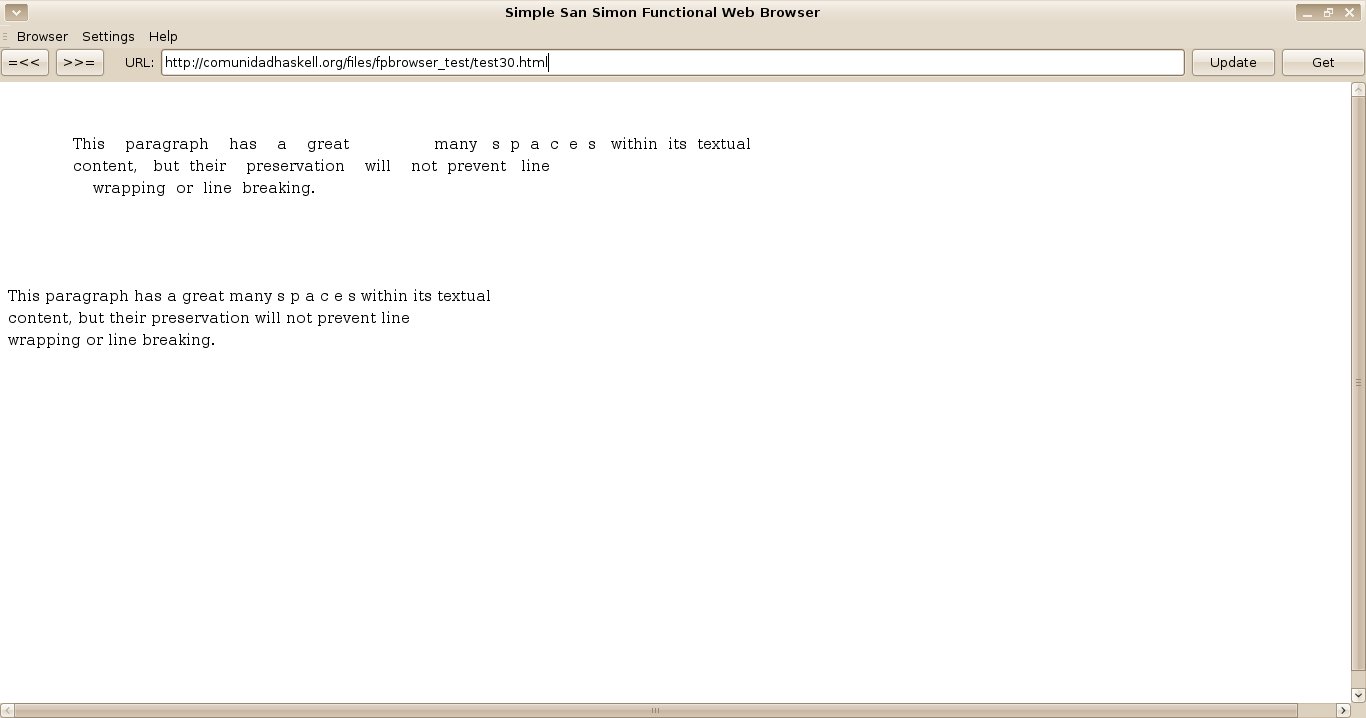 Simple San Simon Functional Web Browser
Browser Settings Help
=<< >>= URL: http://comunidadhaskell.org/files/fpbrowser_test/test30.html Update Get
This paragraph has a great many s p a c e s within its textual
content, but their preservation will not prevent line
wrapping or line breaking.
This paragraph has a great many s p a c e s within its textual
content, but their preservation will not prevent line
wrapping or line breaking.